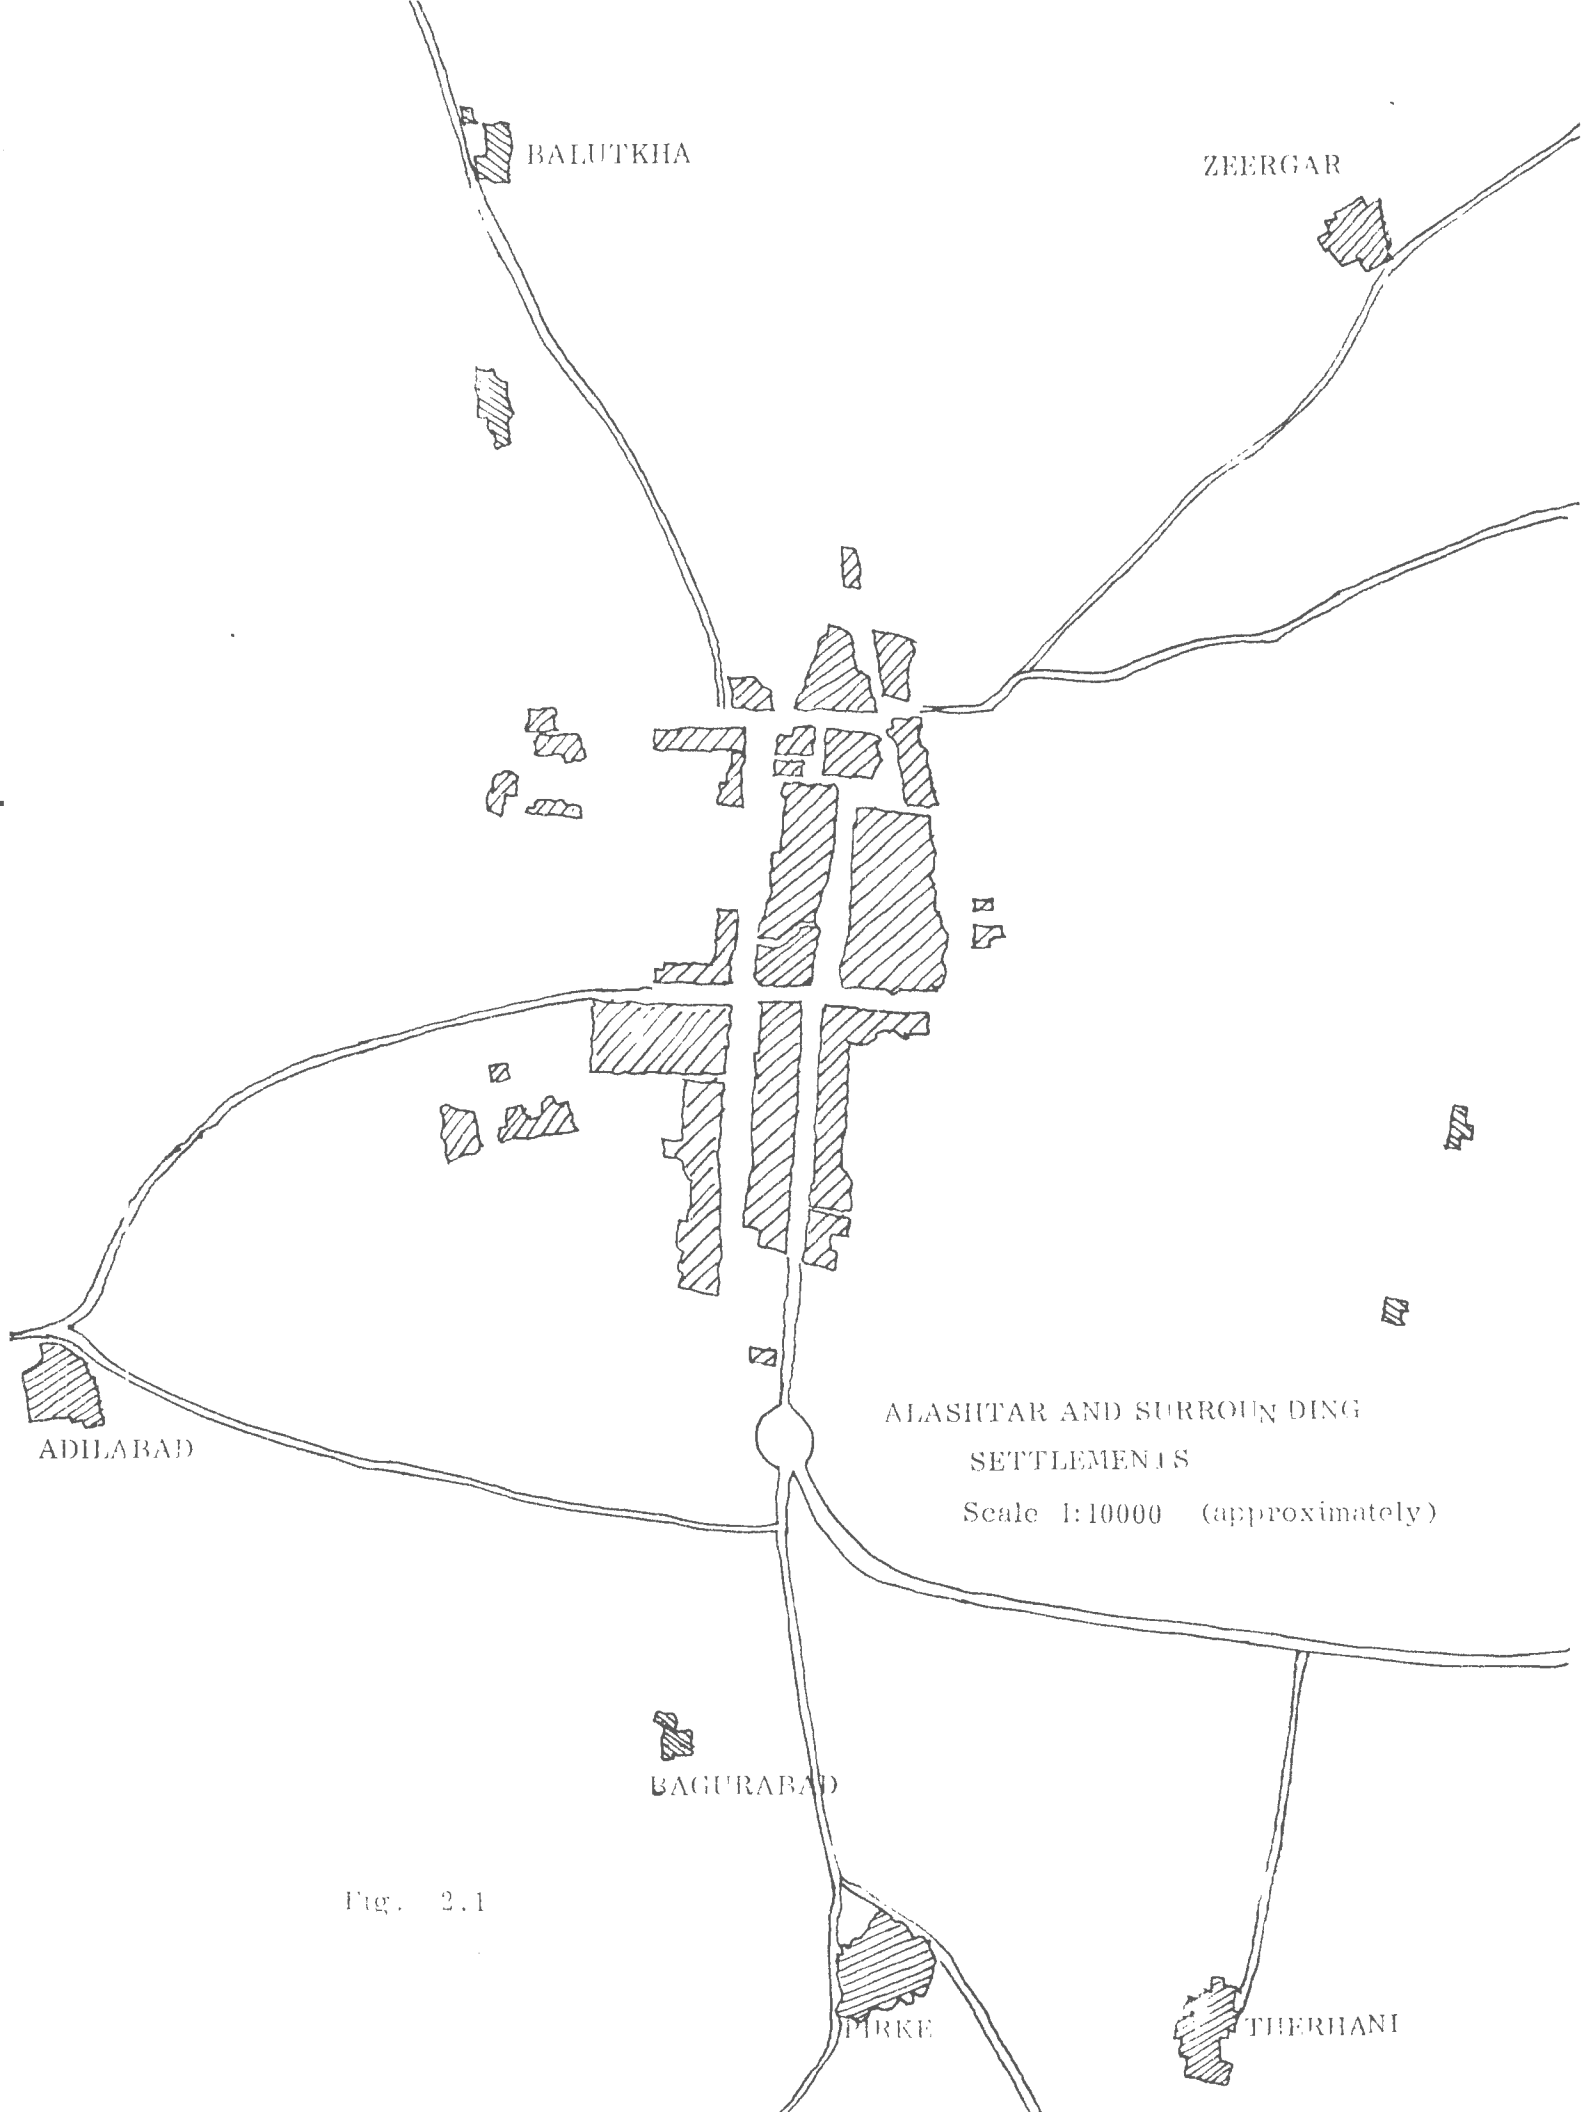 BALUTKHA
ZEERGAR
ADILABAD
ALASHTAR AND SURROUNDING
SETTLEMENTS
Scale 1:10000 (approximately)
BAGURABAD
Fig. 2.1
PIRKE
THERHANI